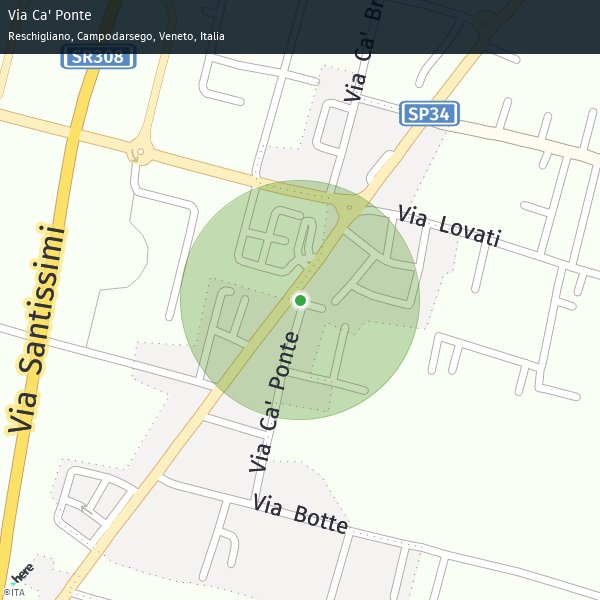 Via Ca' Ponte
Reschigliano, Campodarsego, Veneto, Italia
SR308
Via Ca' Br
SP34
Via Lovati
Via Santissimi
Via Ca' Ponte
Via Botte
here
©ITA